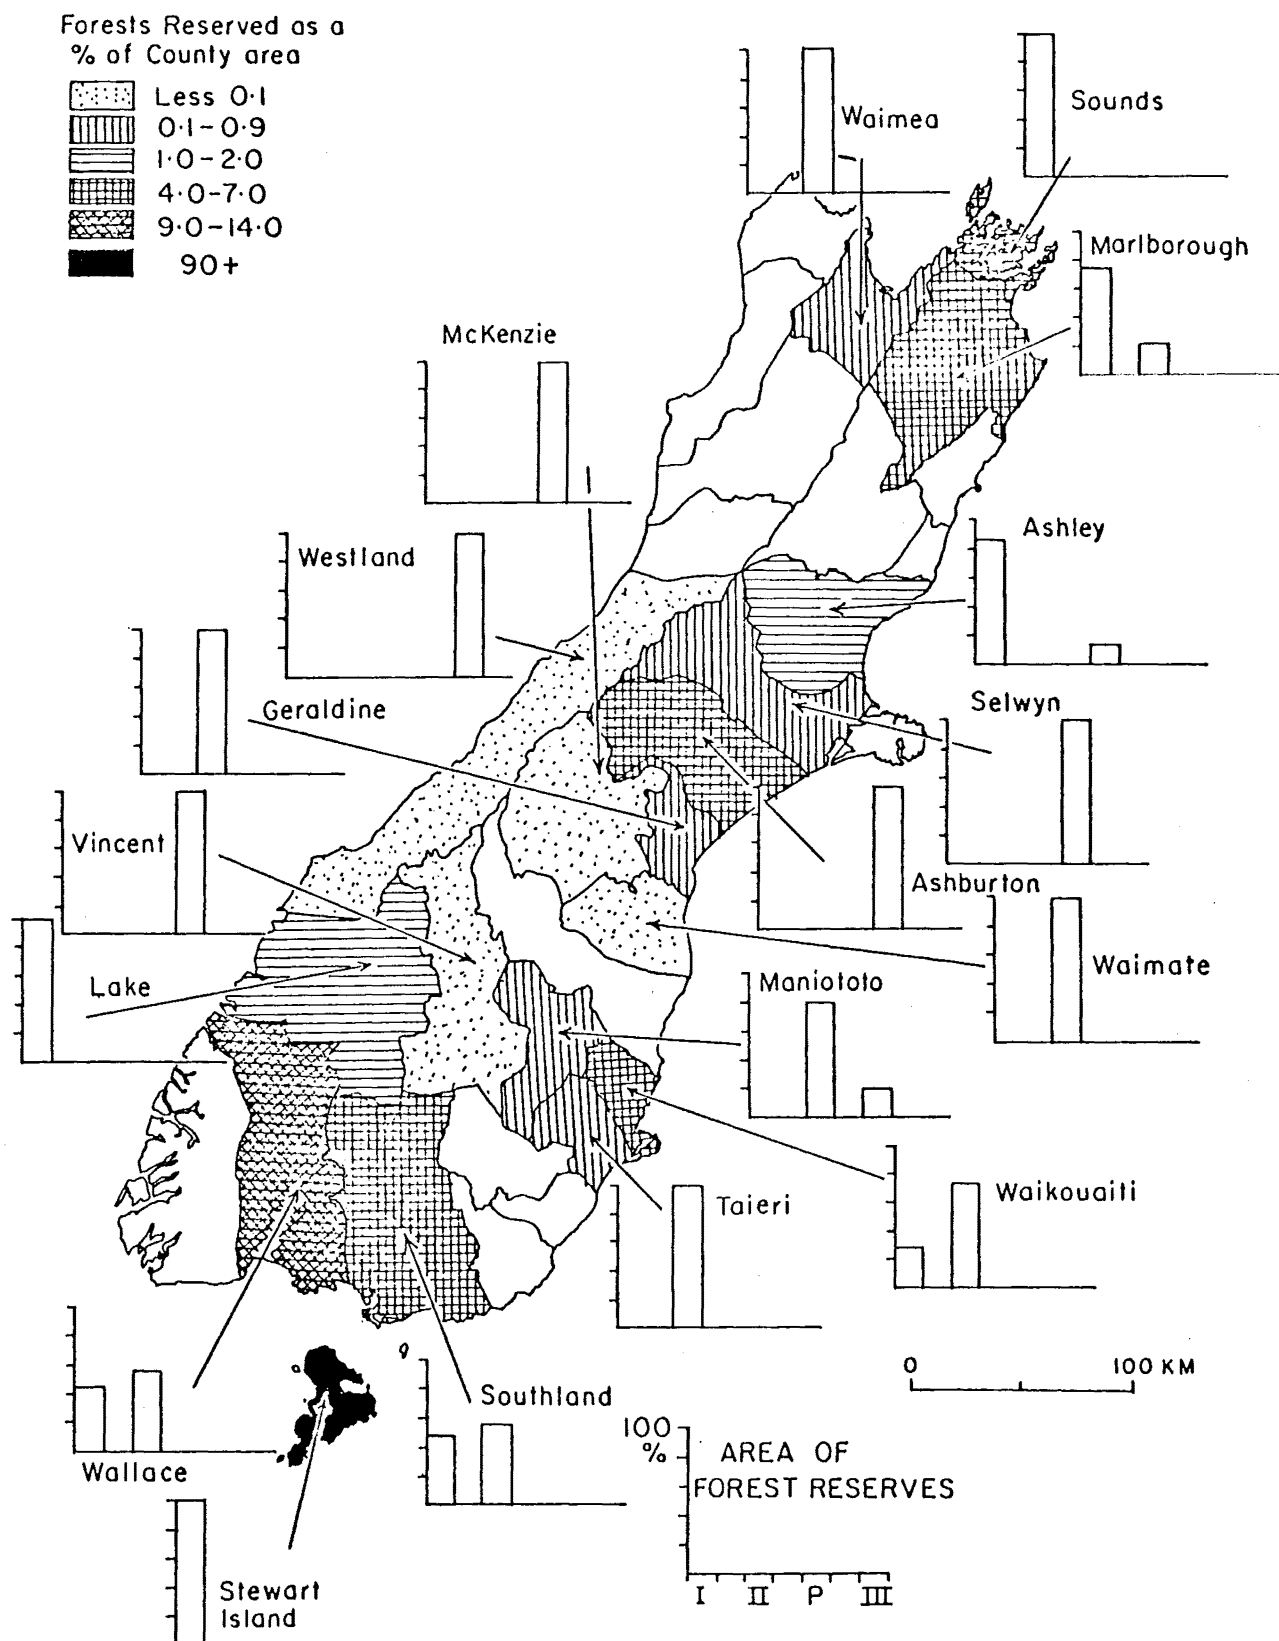 Forests Reserved as a
% of County area
Less 0·1
0·1–0·9
1·0–2·0
4·0–7·0
9·0–14·0
90+
Waimea
Sounds
Marlborough
McKenzie
Ashley
Westland
Geraldine
Selwyn
Vincent
Ashburton
Lake
Maniototo
Waimate
Taieri
Waikouaiti
Wallace
Southland
Stewart
Island
0 100 KM
100
%
AREA OF
FOREST RESERVES
I II P III